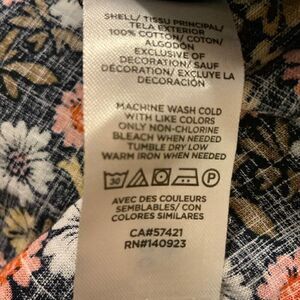 SHELL/ TISSU PRINCIPAL/
TELA EXTERIOR
100% COTTON/ COTON/
ALGODÓN
EXCLUSIVE OF
DECORATION/ SAUF
DÉCORATION/ EXCLUYE LA
DECORACIÓN
MACHINE WASH COLD
WITH LIKE COLORS
ONLY NON-CHLORINE
BLEACH WHEN NEEDED
TUMBLE DRY LOW
WARM IRON WHEN NEEDED
30 P
AVEC DES COULEURS
SEMBLABLES/ CON
COLORES SIMILARES
CA#57421
RN#140923